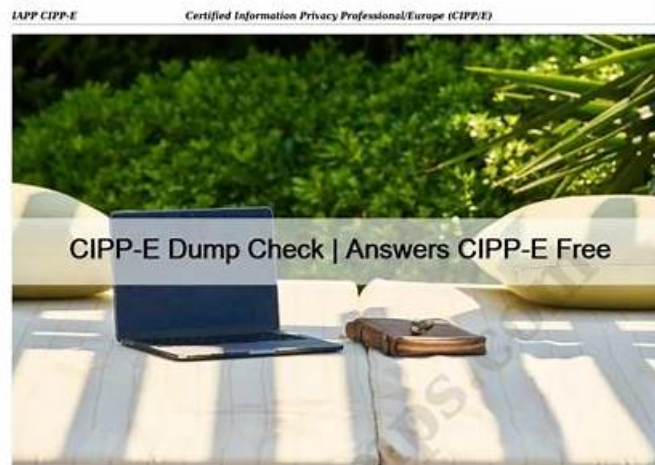 IAPP CIPP-E Certified Information Privacy Professional/Europe (CIPP/E)
CIPP-E Dump Check | Answers CIPP-E Free